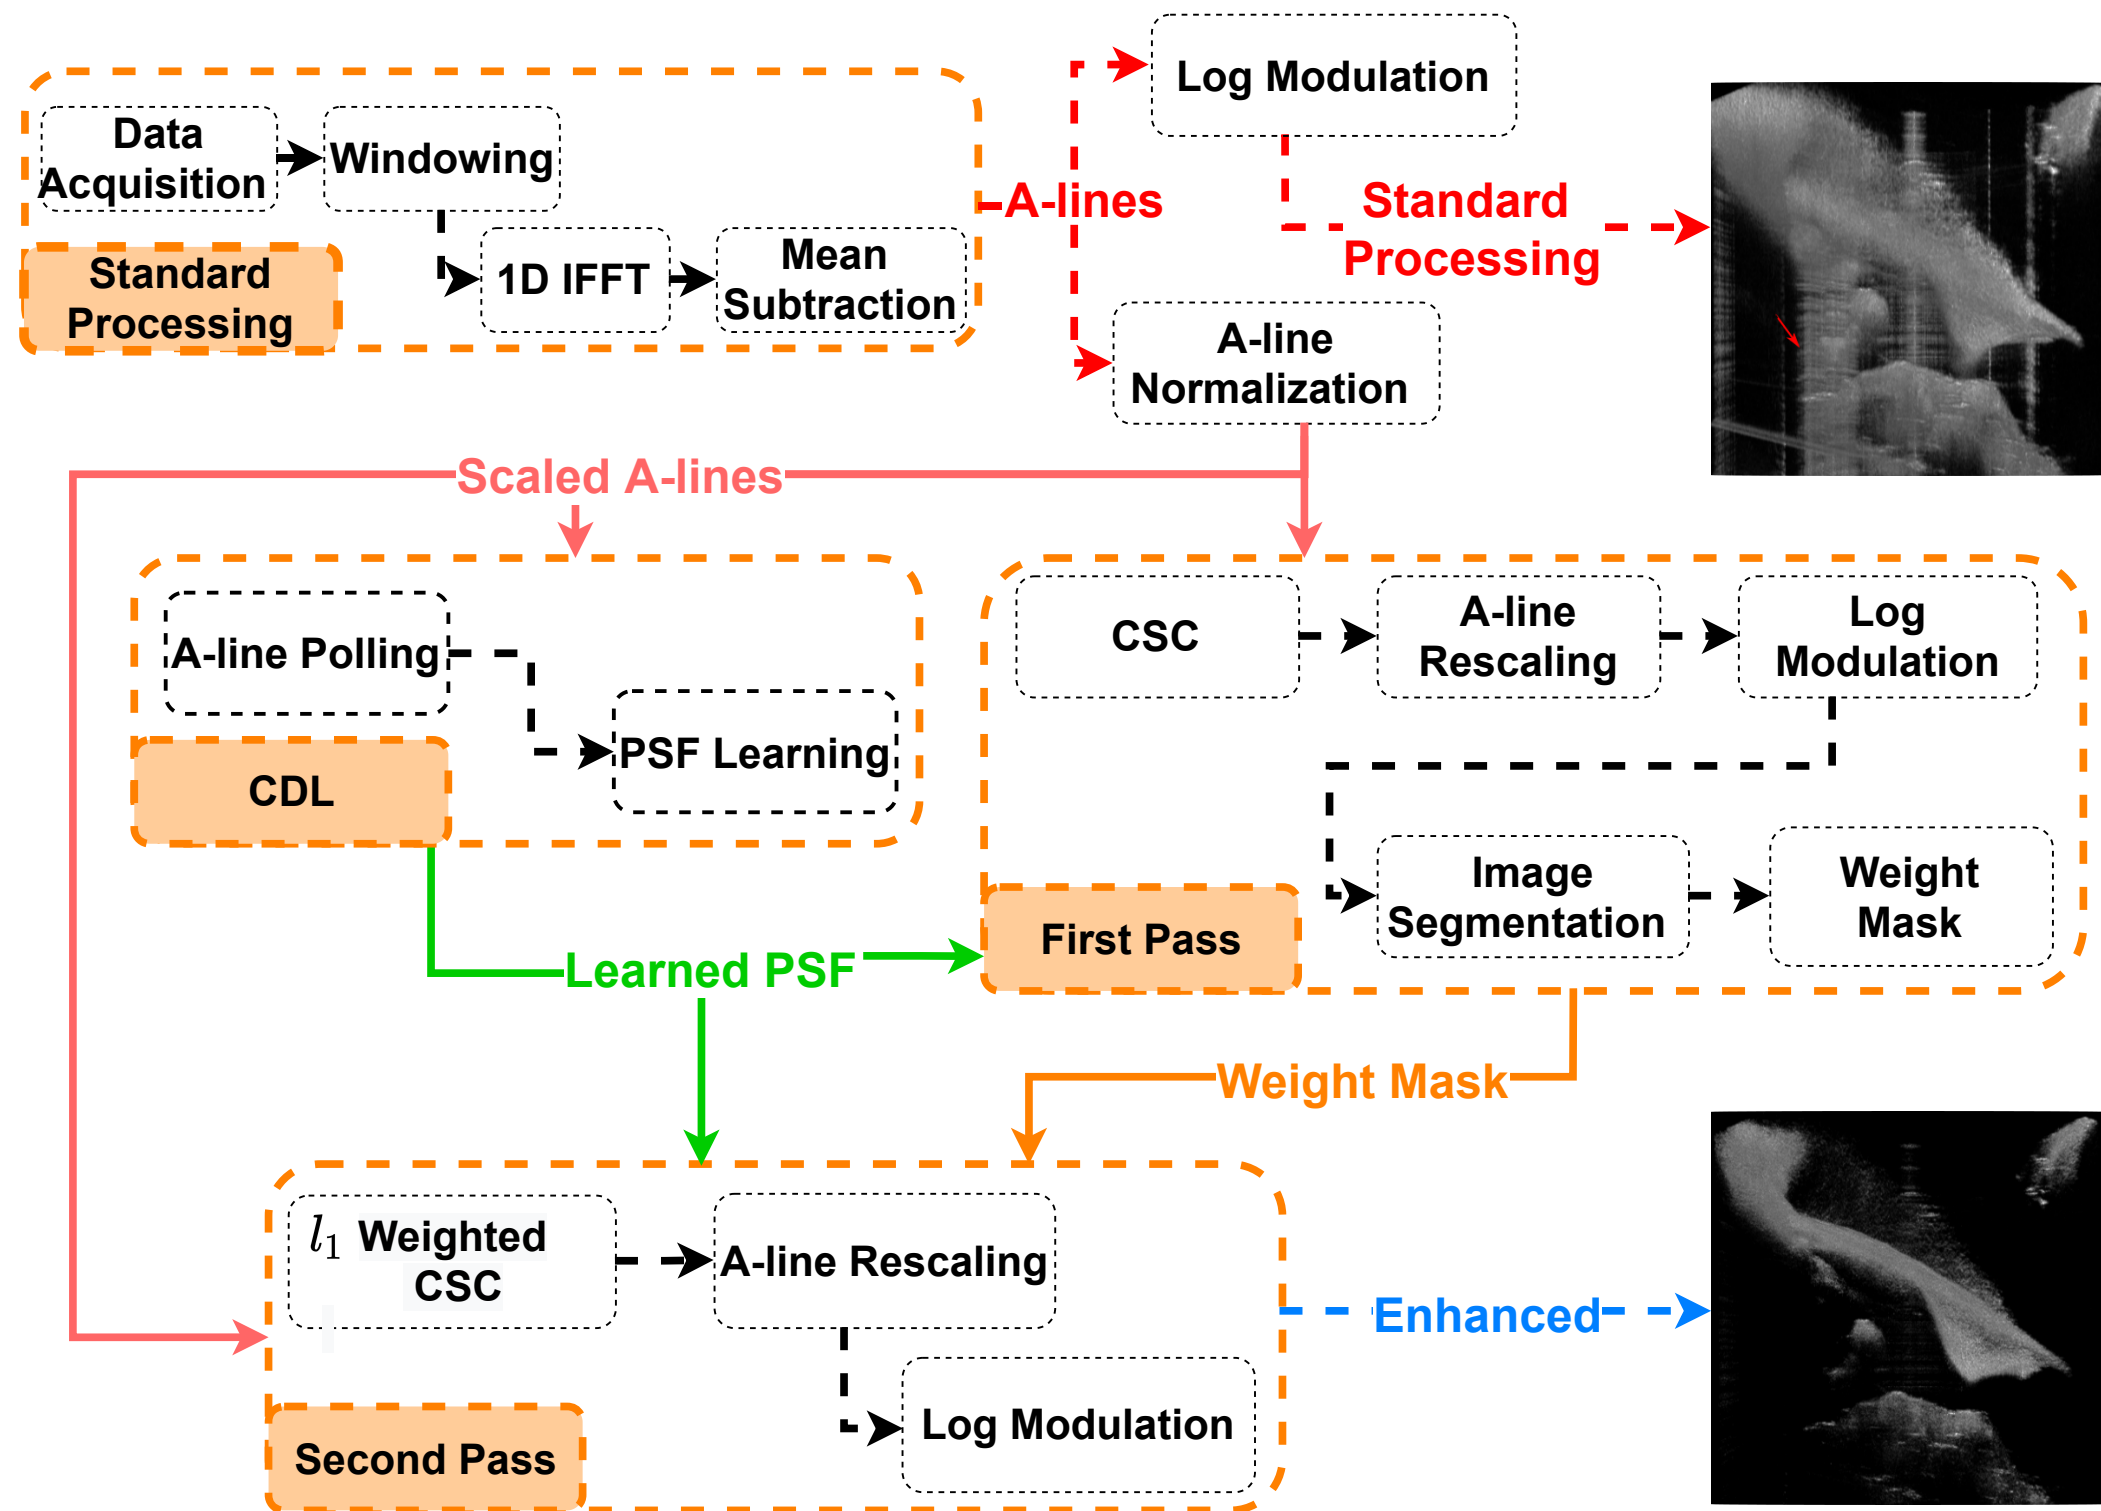 Data
Acquisition
Windowing
1D IFFT
Mean
Subtraction
Standard
Processing
A-lines
Log Modulation
Standard
Processing
A-line
Normalization
Scaled A-lines
A-line Polling
PSF Learning
CDL
CSC
A-line
Rescaling
Log
Modulation
Image
Segmentation
Weight
Mask
First Pass
Learned PSF
Weight Mask
l₁ Weighted
CSC
A-line Rescaling
Log Modulation
Second Pass
Enhanced